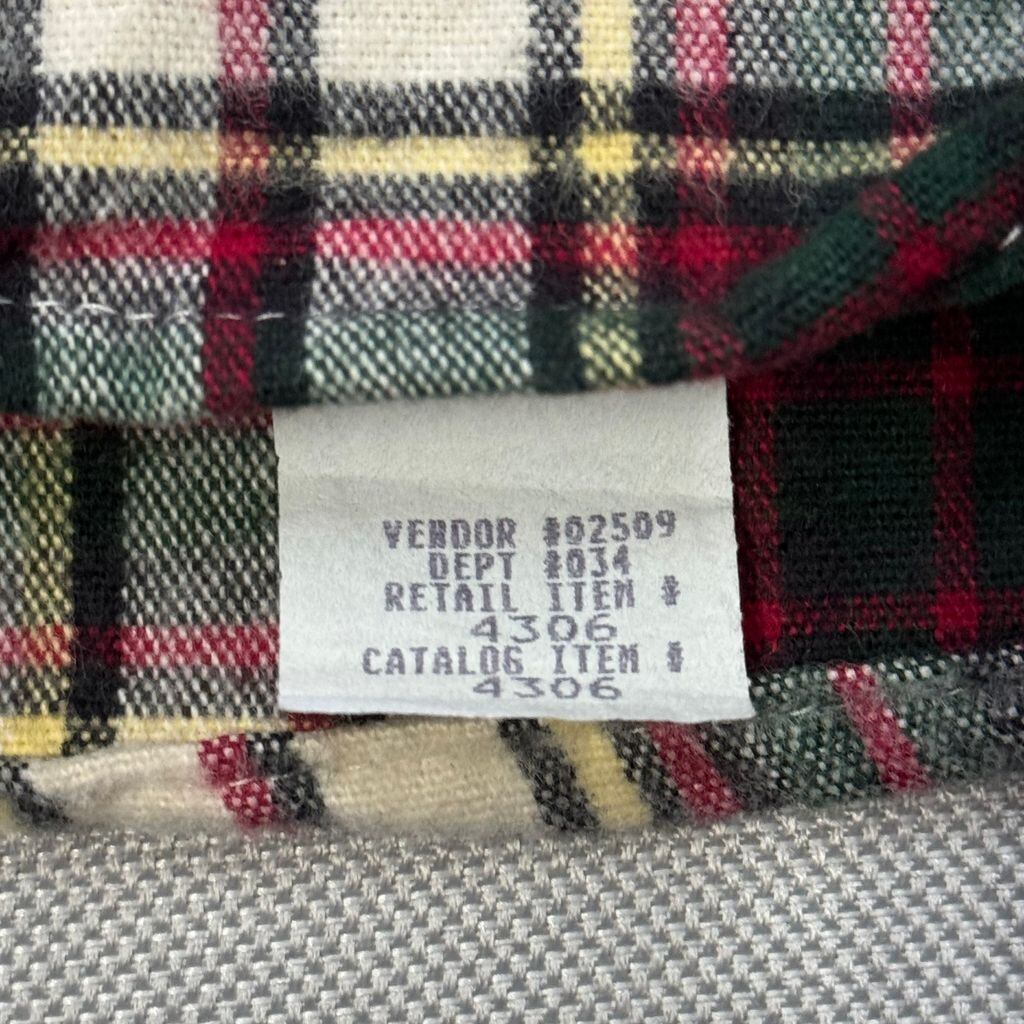 VENDOR #02509
DEPT #034
RETAIL ITEM #
4306
CATALOG ITEM #
4306